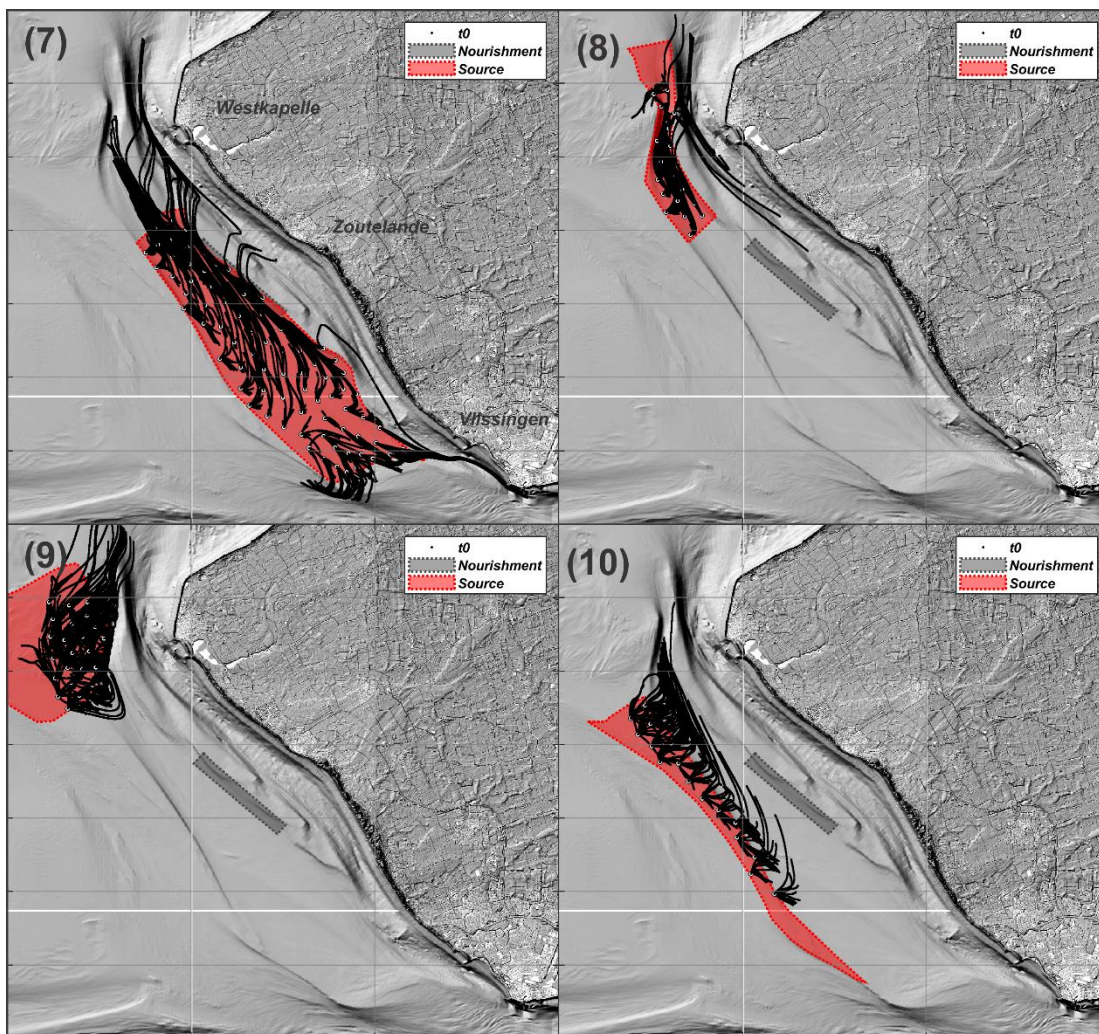 (7)
t0
Nourishment
Source
Westkapelle
Zoutelande
Vlissingen
(8)
t0
Nourishment
Source
(9)
t0
Nourishment
Source
(10)
t0
Nourishment
Source